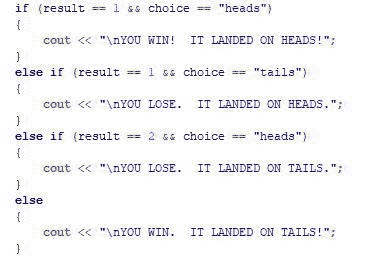 if (result == 1 && choice == "heads")
{
    cout << "\nYOU WIN!  IT LANDED ON HEADS!";
}
else if (result == 1 && choice == "tails")
{
    cout << "\nYOU LOSE.  IT LANDED ON HEADS.";
}
else if (result == 2 && choice == "heads")
{
    cout << "\nYOU LOSE.  IT LANDED ON TAILS.";
}
else
{
    cout << "\nYOU WIN.  IT LANDED ON TAILS!";
}